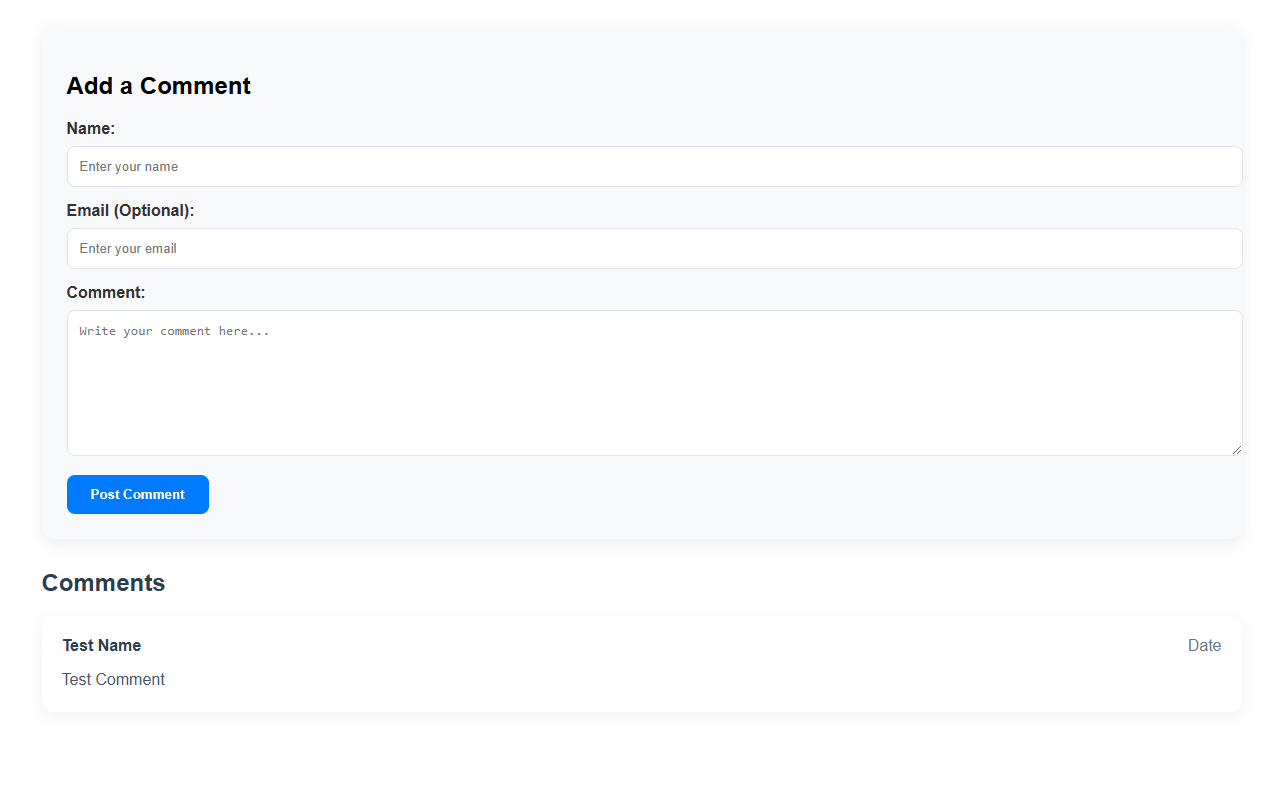 Add a Comment
Name:
Enter your name
Email (Optional):
Enter your email
Comment:
Write your comment here...
Post Comment
Comments
Test Name Date
Test Comment